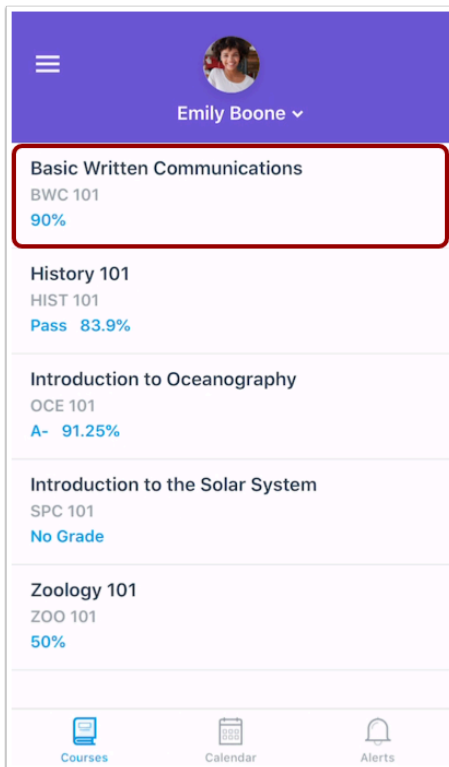 Emily Boone
Basic Written Communications
BWC 101
90%
History 101
HIST 101
Pass 83.9%
Introduction to Oceanography
OCE 101
A- 91.25%
Introduction to the Solar System
SPC 101
No Grade
Zoology 101
ZOO 101
50%
Courses Calendar Alerts